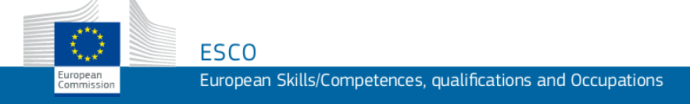 ESCO
European Skills/Competences, qualifications and Occupations
European
Commission